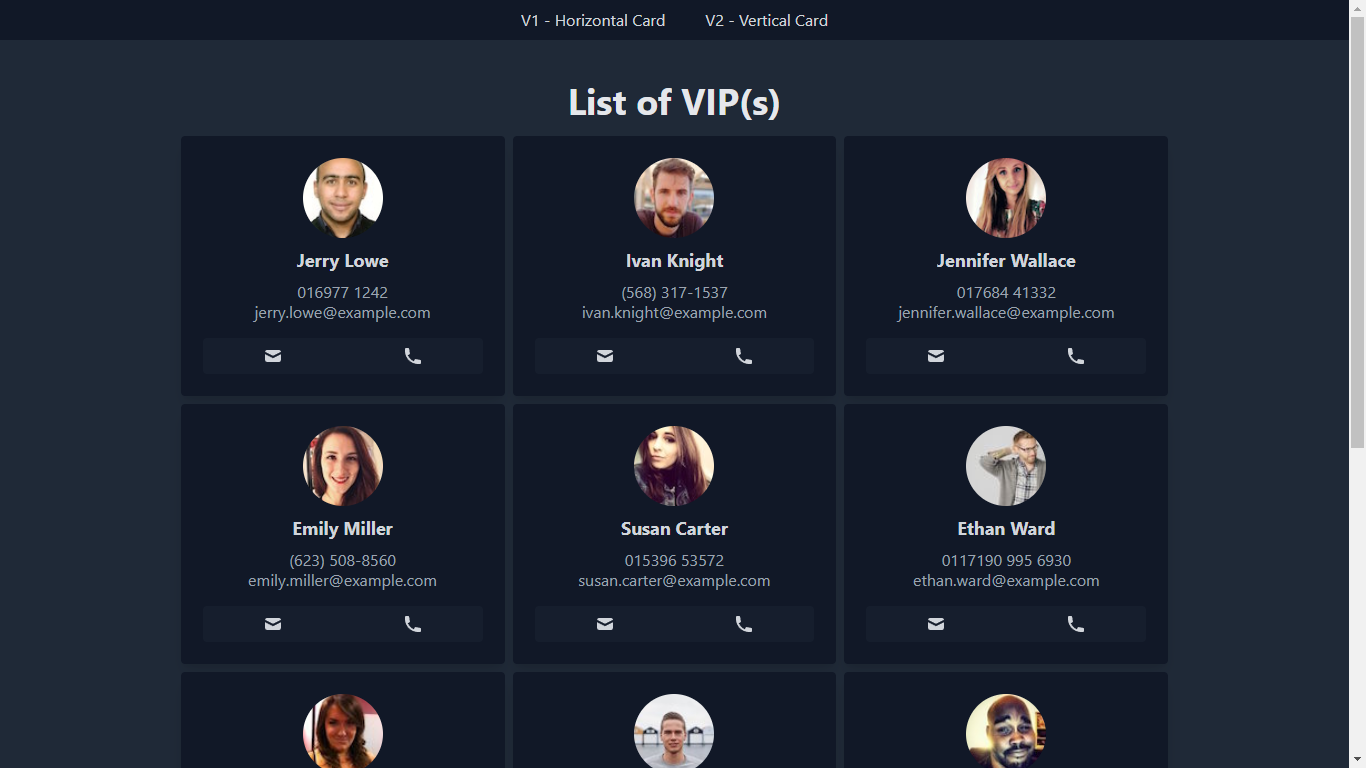 V1 - Horizontal Card
V2 - Vertical Card
List of VIP(s)
Jerry Lowe
016977 1242
jerry.lowe@example.com
Ivan Knight
(568) 317-1537
ivan.knight@example.com
Jennifer Wallace
017684 41332
jennifer.wallace@example.com
Emily Miller
(623) 508-8560
emily.miller@example.com
Susan Carter
015396 53572
susan.carter@example.com
Ethan Ward
0117190 995 6930
ethan.ward@example.com